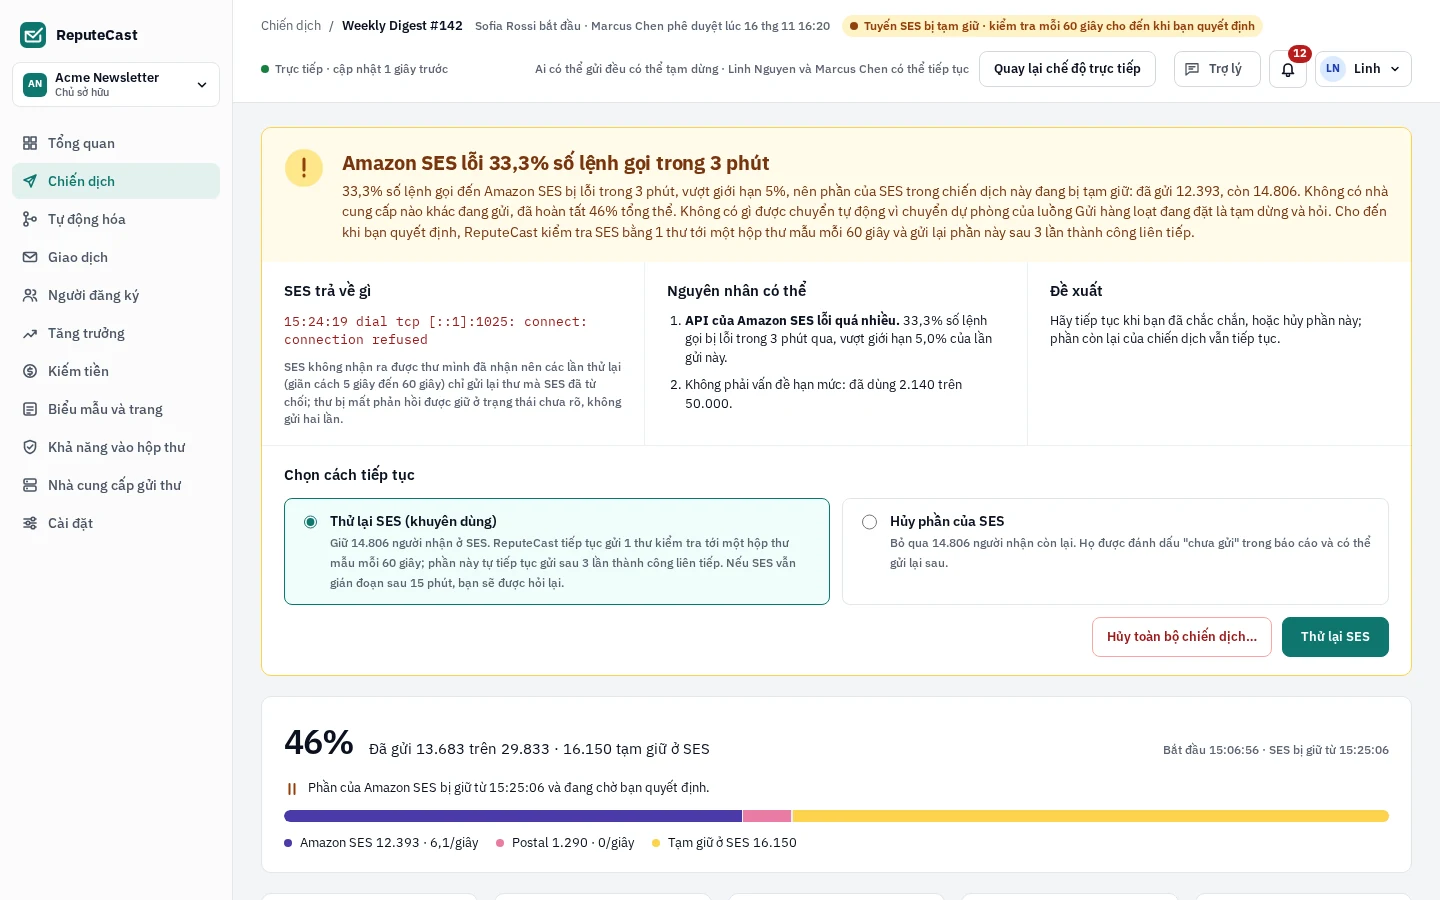 ReputeCast
AN
Acme Newsletter
Chủ sở hữu
Tổng quan
Chiến dịch
Tự động hóa
Giao dịch
Người đăng ký
Tăng trưởng
Kiếm tiền
Biểu mẫu và trang
Khả năng vào hộp thư
Nhà cung cấp gửi thư
Cài đặt
Chiến dịch / Weekly Digest #142 Sofia Rossi bắt đầu · Marcus Chen phê duyệt lúc 16 thg 11 16:20 Tuyến SES bị tạm giữ · kiểm tra mỗi 60 giây cho đến khi bạn quyết định
Trực tiếp · cập nhật 1 giây trước
Ai có thể gửi đều có thể tạm dừng · Linh Nguyen và Marcus Chen có thể tiếp tục
Quay lại chế độ trực tiếp
Trợ lý
12
LN
Linh
Amazon SES lỗi 33,3% số lệnh gọi trong 3 phút
33,3% số lệnh gọi đến Amazon SES bị lỗi trong 3 phút, vượt giới hạn 5%, nên phần của SES trong chiến dịch này đang bị tạm giữ: đã gửi 12.393, còn 14.806. Không có nhà
cung cấp nào khác đang gửi, đã hoàn tất 46% tổng thể. Không có gì được chuyển tự động vì chuyển dự phòng của luồng Gửi hàng loạt đang đặt là tạm dừng và hỏi. Cho đến
khi bạn quyết định, ReputeCast kiểm tra SES bằng 1 thư tới một hộp thư mẫu mỗi 60 giây và gửi lại phần này sau 3 lần thành công liên tiếp.
SES trả về gì
15:24:19 dial tcp [::1]:1025: connect:
connection refused
SES không nhận ra được thư mình đã nhận nên các lần thử lại
(giãn cách 5 giây đến 60 giây) chỉ gửi lại thư mà SES đã từ
chối; thư bị mất phản hồi được giữ ở trạng thái chưa rõ, không
gửi hai lần.
Nguyên nhân có thể
1. API của Amazon SES lỗi quá nhiều. 33,3% số lệnh
gọi bị lỗi trong 3 phút qua, vượt giới hạn 5,0% của lần
gửi này.
2. Không phải vấn đề hạn mức: đã dùng 2.140 trên
50.000.
Đề xuất
Hãy tiếp tục khi bạn đã chắc chắn, hoặc hủy phần này;
phần còn lại của chiến dịch vẫn tiếp tục.
Chọn cách tiếp tục
Thử lại SES (khuyên dùng)
Giữ 14.806 người nhận ở SES. ReputeCast tiếp tục gửi 1 thư kiểm tra tới một hộp thư
mẫu mỗi 60 giây; phần này tự tiếp tục gửi sau 3 lần thành công liên tiếp. Nếu SES vẫn
gián đoạn sau 15 phút, bạn sẽ được hỏi lại.
Hủy phần của SES
Bỏ qua 14.806 người nhận còn lại. Họ được đánh dấu "chưa gửi" trong báo cáo và có thể
gửi lại sau.
Hủy toàn bộ chiến dịch...
Thử lại SES
46% Đã gửi 13.683 trên 29.833 · 16.150 tạm giữ ở SES
Bắt đầu 15:06:56 · SES bị giữ từ 15:25:06
Phần của Amazon SES bị giữ từ 15:25:06 và đang chờ bạn quyết định.
Amazon SES 12.393 · 6,1/giây
Postal 1.290 · 0/giây
Tạm giữ ở SES 16.150